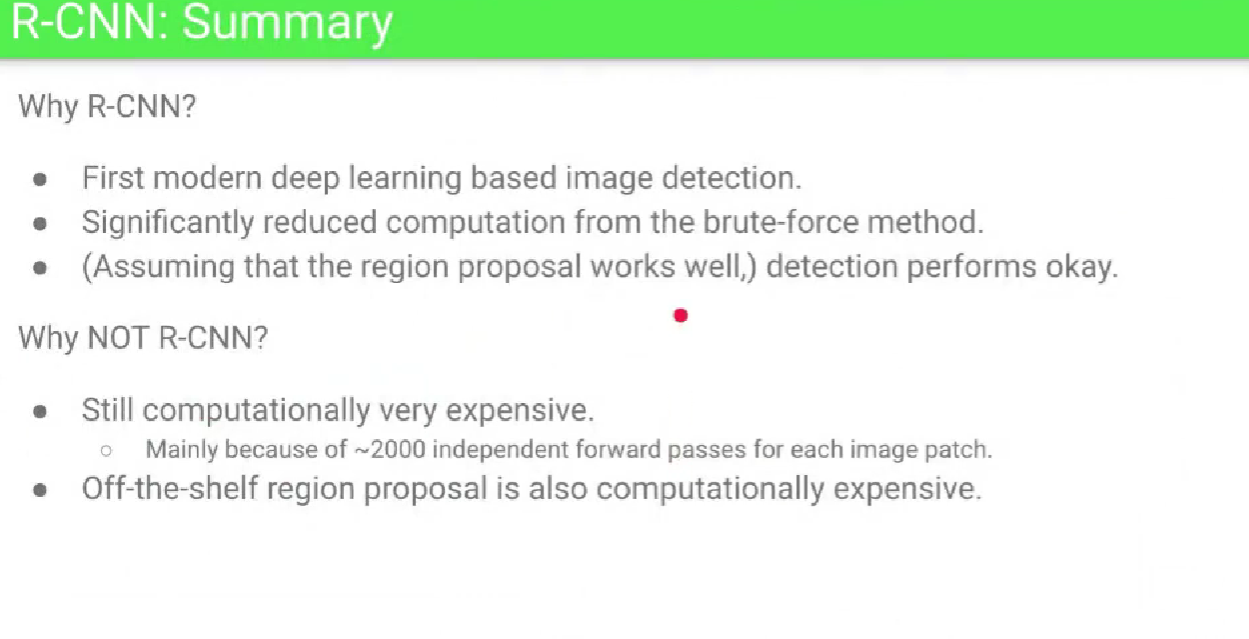 R-CNN: Summary
Why R-CNN?
● First modern deep learning based image detection.
● Significantly reduced computation from the brute-force method.
● (Assuming that the region proposal works well,) detection performs okay.
Why NOT R-CNN?
● Still computationally very expensive.
○ Mainly because of ~2000 independent forward passes for each image patch.
● Off-the-shelf region proposal is also computationally expensive.